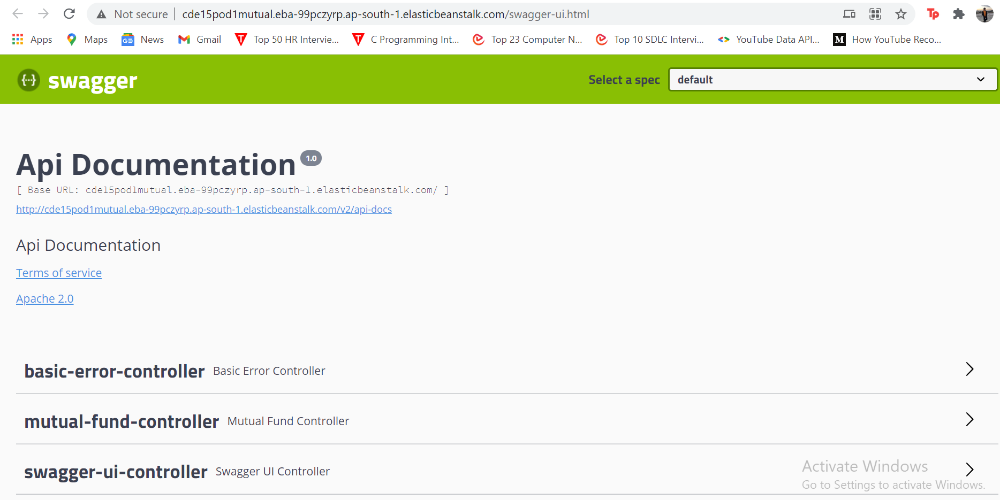 Not secure | cde15pod1mutual.eba-99pczyrp.ap-south-1.elasticbeanstalk.com/swagger-ui.html Tp
Apps Maps GE News Gmail T Top 50 HR Intervie... T C Programming Int... Top 23 Computer N... Top 10 SDLC Intervi... YouTube Data API... M How YouTube Reco...
{···} swagger Select a spec default
Api Documentation 1.0
[ Base URL: cde15pod1mutual.eba-99pczyrp.ap-south-1.elasticbeanstalk.com/ ]
http://cde15pod1mutual.eba-99pczyrp.ap-south-1.elasticbeanstalk.com/v2/api-docs
Api Documentation
Terms of service
Apache 2.0
basic-error-controller Basic Error Controller
mutual-fund-controller Mutual Fund Controller
swagger-ui-controller Swagger UI Controller
Activate Windows
Go to Settings to activate Windows.